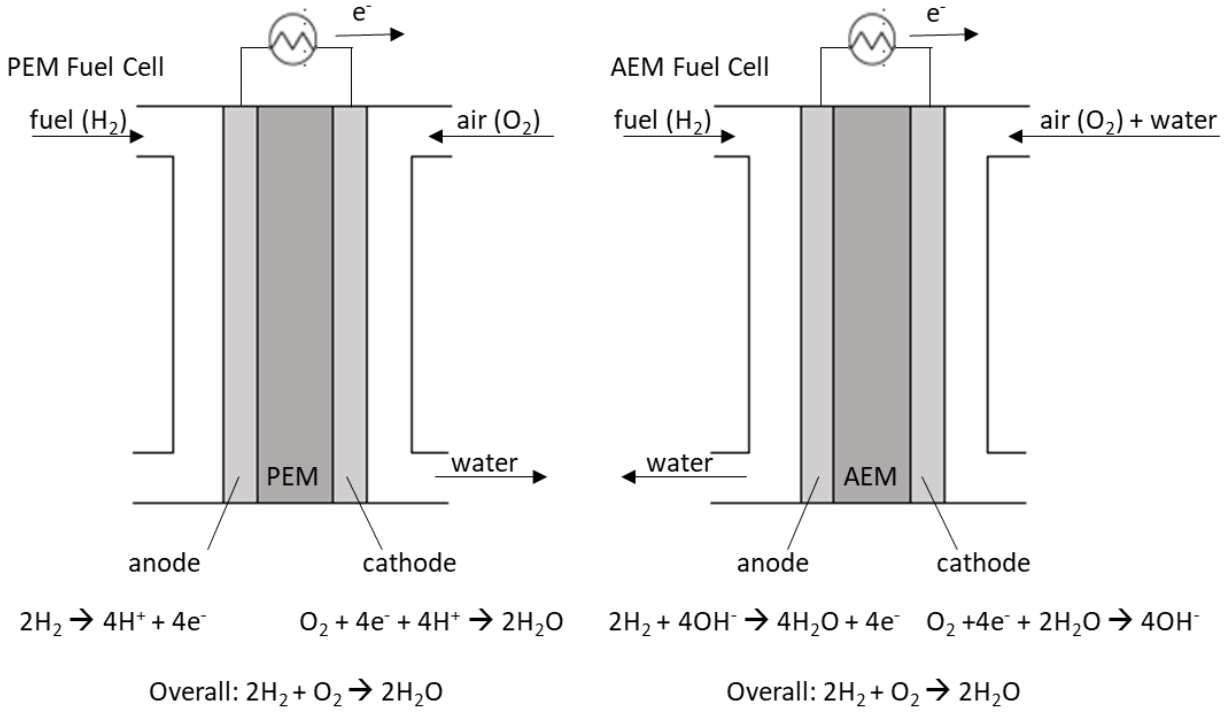 e⁻
PEM Fuel Cell
fuel (H₂)
air (O₂)
water
PEM
anode
cathode
2H₂ → 4H⁺ + 4e⁻
O₂ + 4e⁻ + 4H⁺ → 2H₂O
Overall: 2H₂ + O₂ → 2H₂O
e⁻
AEM Fuel Cell
fuel (H₂)
air (O₂) + water
water
AEM
anode
cathode
2H₂ + 4OH⁻ → 4H₂O + 4e⁻
O₂ +4e⁻ + 2H₂O → 4OH⁻
Overall: 2H₂ + O₂ → 2H₂O